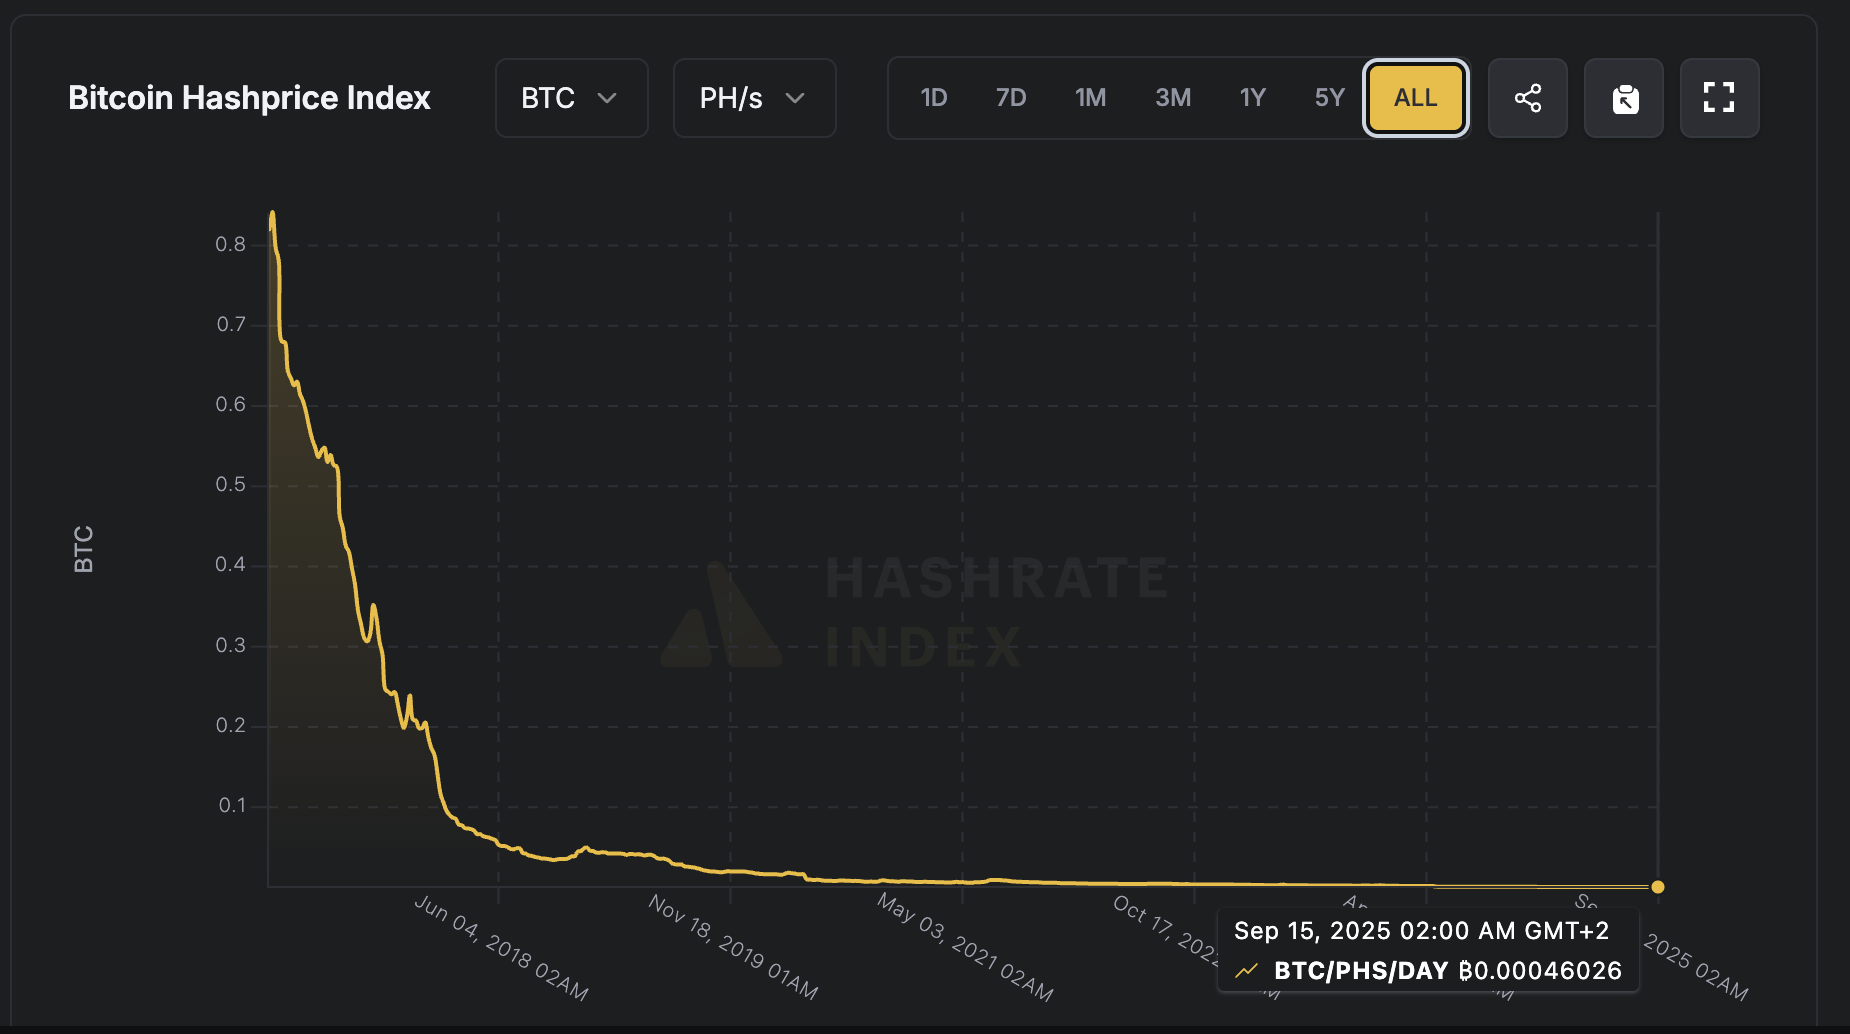 Bitcoin Hashprice Index
BTC
PH/s
1D 7D 1M 3M 1Y 5Y ALL
0.8
0.7
0.6
0.5
0.4
0.3
0.2
0.1
BTC
HASHRATE
INDEX
Jun 04, 2018 02AM
Nov 18, 2019 01AM
May 03, 2021 02AM
Oct 17, 2022
2025 02AM
Sep 15, 2025 02:00 AM GMT+2
BTC/PHS/DAY ₿0.00046026